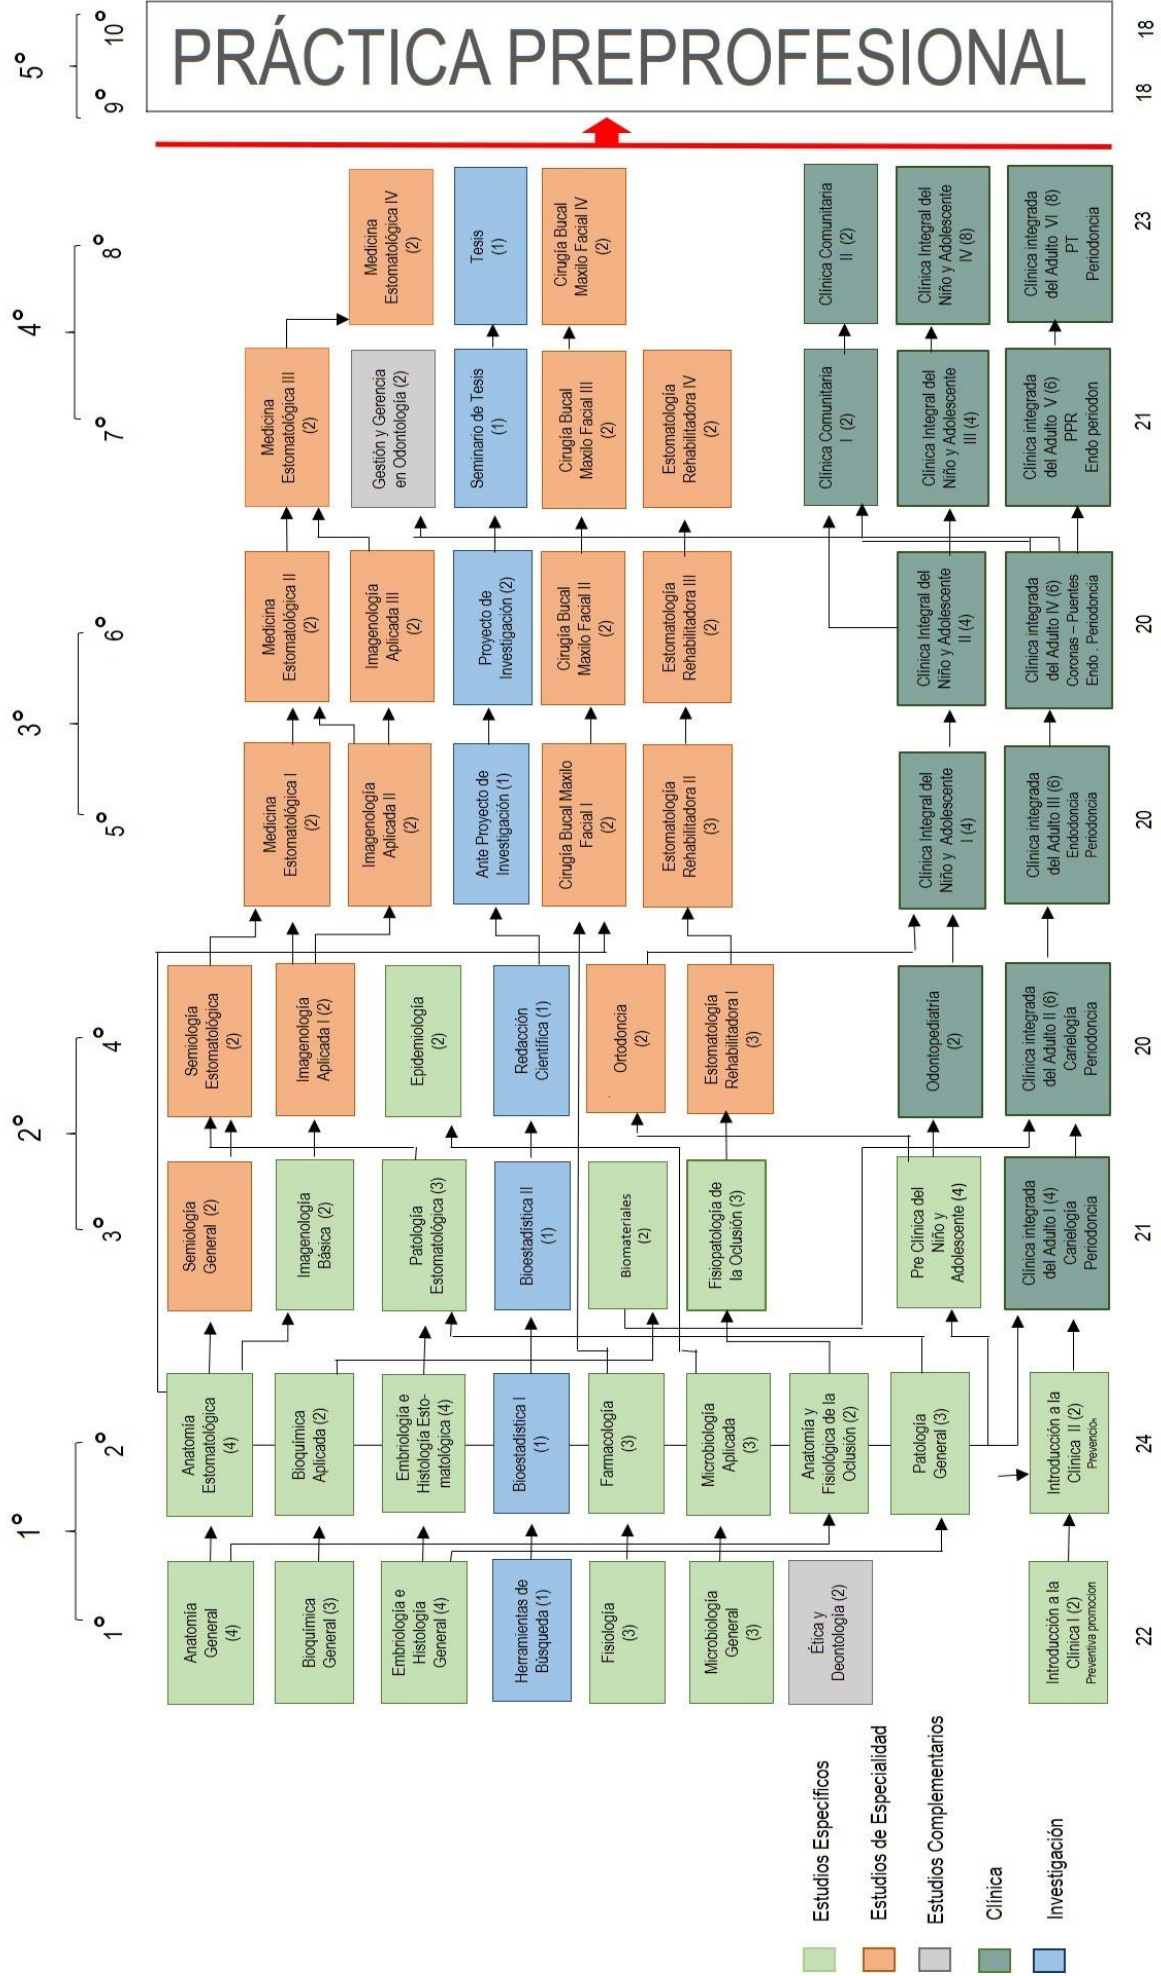 1°
2°
3°
4°
5°
1°
2
3°
4°
5°
6°
7°
8°
9°
10°
Anatomía
General
(4)
Bioquímica
General (3)
Embriología e
Histología
General (4)
Herramientas de
Búsqueda (1)
Fisiología
(3)
Microbiología
General
(3)
Ética y
Deontología (2)
Introducción a la
Clínica I (2)
Preventiva promocion
22
Anatomía
Estomatológica
(4)
Bioquímica
Aplicada (2)
Embriología e
Histología Esto-
matológica (4)
Bioestadística I
(1)
Farmacología
(3)
Microbiología
Aplicada
(3)
Anatomía y
Fisiológica de la
Oclusión (2)
Patología
General (3)
Introducción a la
Clínica II (2)
Prevención
24
Semiología
General (2)
Imagenología
Básica (2)
Patología
Estomatológica (3)
Bioestadística II
(1)
Biomateriales
(2)
Fisiopatología de
la Oclusión (3)
Pre Clínica del
Niño y
Adolescente (4)
Clínica integrada
del Adulto I (4)
Carielogía
Periodoncia
21
Semiología
Estomatológica
(2)
Imagenología
Aplicada I (2)
Epidemiología
(2)
Redacción
Científica (1)
Ortodoncia
(2)
Estomatología
Rehabilitadora I
(3)
Odontopediatría
(2)
Clínica integrada
del Adulto II (6)
Carielogía
Periodoncia
20
Medicina
Estomatológica I
(2)
Imagenología
Aplicada II
(2)
Ante Proyecto de
Investigación (1)
Cirugía Bucal Maxilo
Facial I
(2)
Estomatología
Rehabilitadora II
(3)
Clínica Integral del
Niño y Adolescente
I (4)
Clínica integrada
del Adulto III (6)
Endodoncia
Periodoncia
20
Medicina
Estomatológica II
(2)
Imagenología
Aplicada III
(2)
Proyecto de
Investigación (2)
Cirugía Bucal
Maxilo Facial II
(2)
Estomatología
Rehabilitadora III
(2)
Clínica Integral del
Niño y Adolescente
II (4)
Clínica integrada
del Adulto IV (6)
Coronas – Puentes
Endo . Periodoncia
20
Medicina
Estomatológica III
(2)
Gestión y Gerencia
en Odontología (2)
Seminario de Tesis
(1)
Cirugía Bucal
Maxilo Facial III
(2)
Estomatología
Rehabilitadora IV
(2)
Clínica Comunitaria
I (2)
Clínica Integral del
Niño y Adolescente
III (4)
Clínica integrada
del Adulto V (6)
PPR
Endo periodon
21
Medicina
Estomatológica IV
(2)
Tesis
(1)
Cirugía Bucal
Maxilo Facial IV
(2)
Clínica Comunitaria
II (2)
Clínica Integral del
Niño y Adolescente
IV (8)
Clínica integrada
del Adulto VI (8)
PT
Periodoncia
23
PRÁCTICA PREPROFESIONAL
18
18
Estudios Específicos
Estudios de Especialidad
Estudios Complementarios
Clínica
Investigación